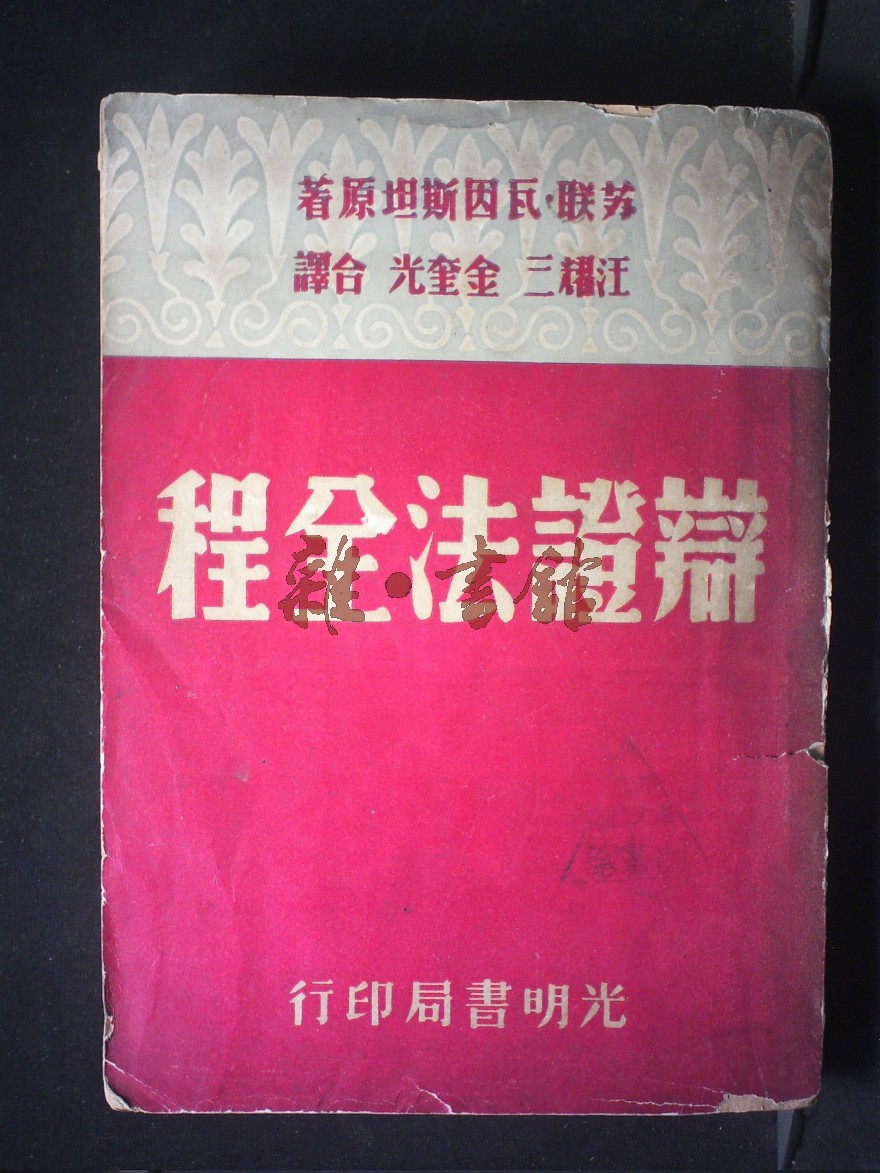 苏联·瓦因斯坦原著
汪耀三 金奎光 合譯
辯證法全程
雜·書館
光明書局印行